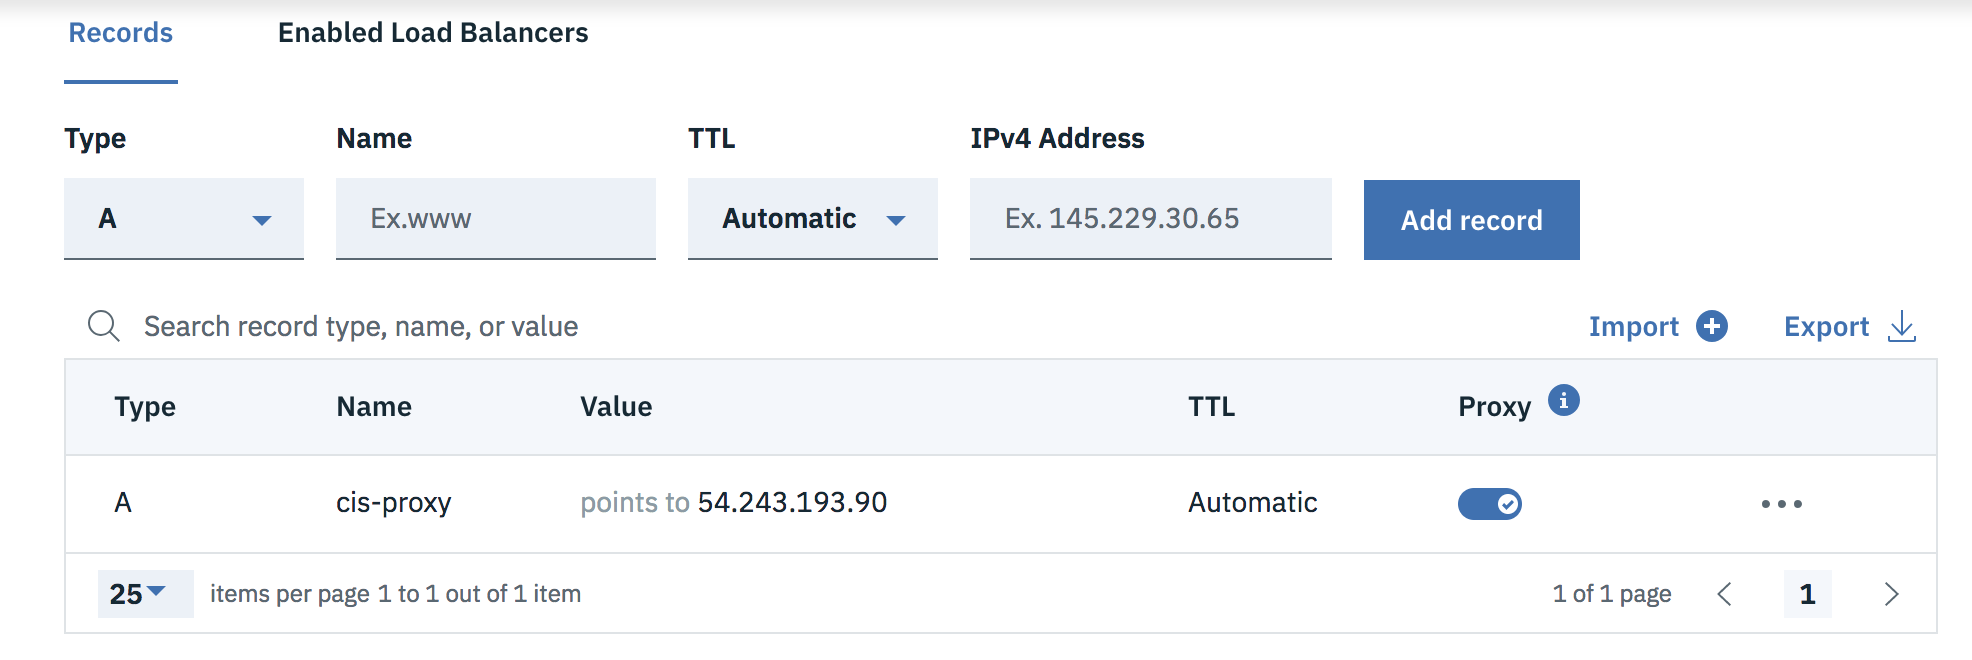 Records Enabled Load Balancers
Type Name TTL IPv4 Address
A Ex.www Automatic Ex. 145.229.30.65 Add record
Search record type, name, or value Import Export
Type Name Value TTL Proxy
A cis-proxy points to 54.243.193.90 Automatic
25 items per page 1 to 1 out of 1 item 1 of 1 page 1